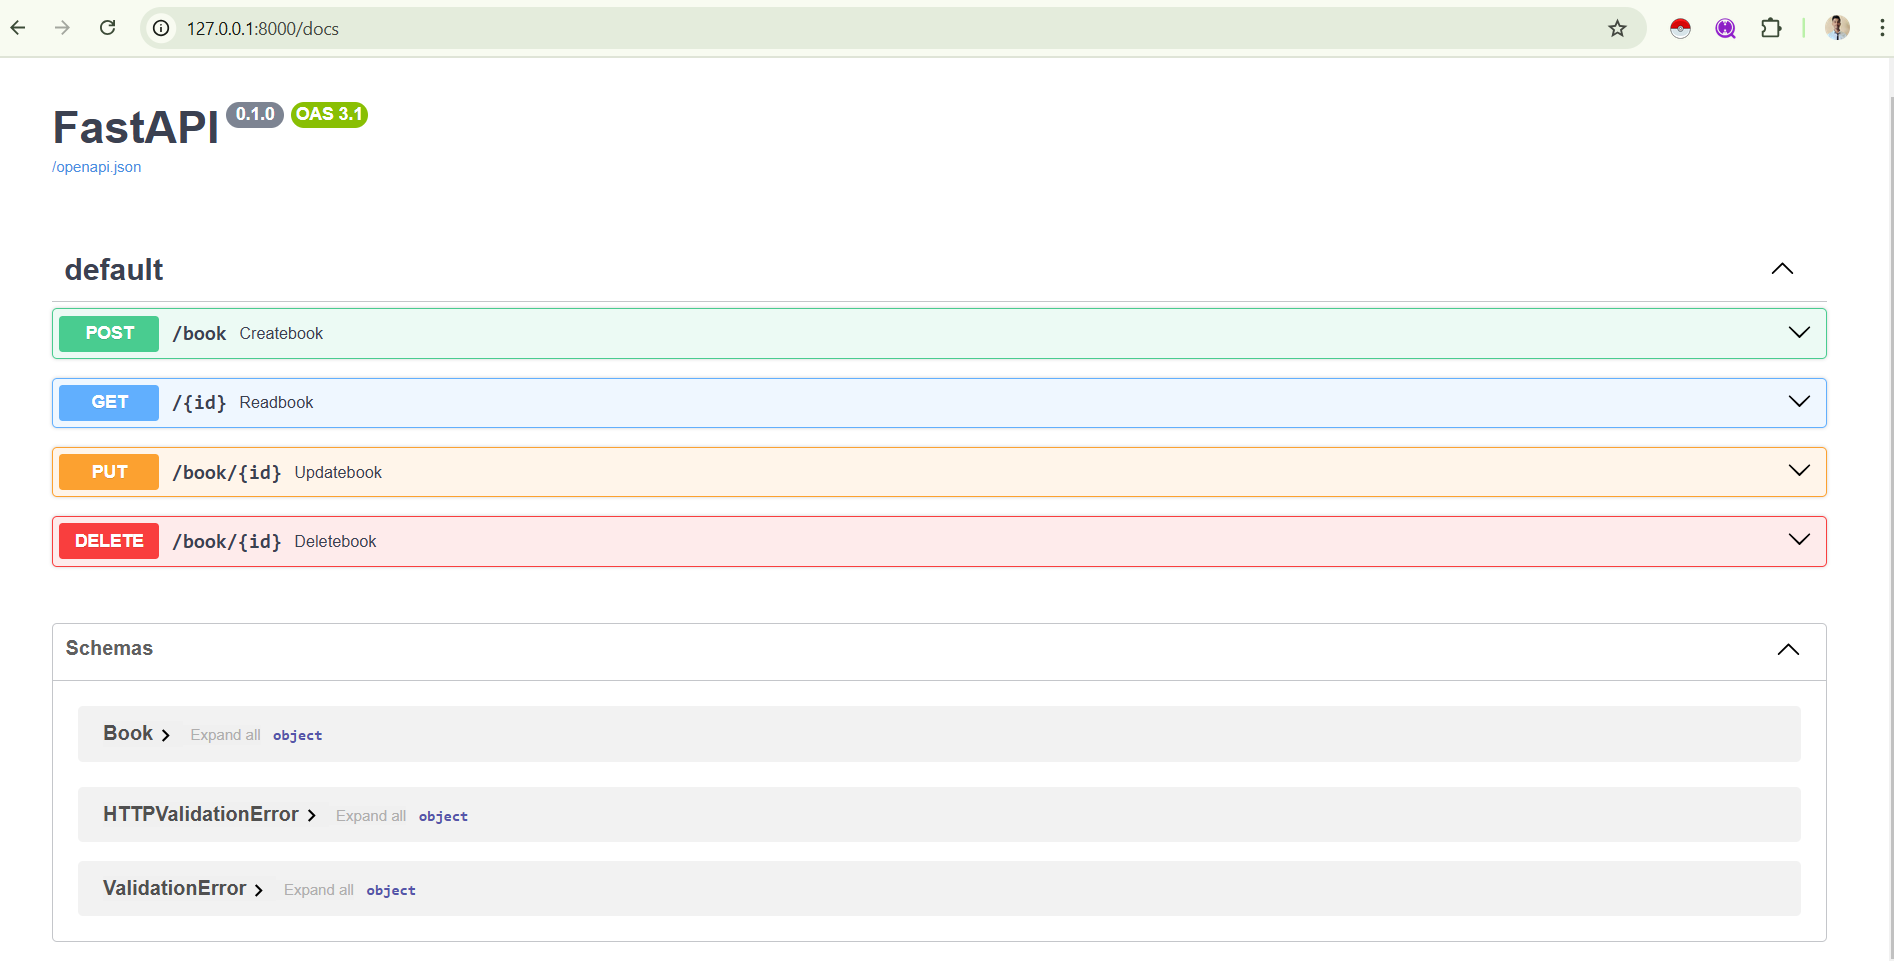 127.0.0.1:8000/docs
FastAPI 0.1.0 OAS 3.1
/openapi.json
default
POST /book Createbook
GET /{id} Readbook
PUT /book/{id} Updatebook
DELETE /book/{id} Deletebook
Schemas
Book Expand all object
HTTPValidationError Expand all object
ValidationError Expand all object